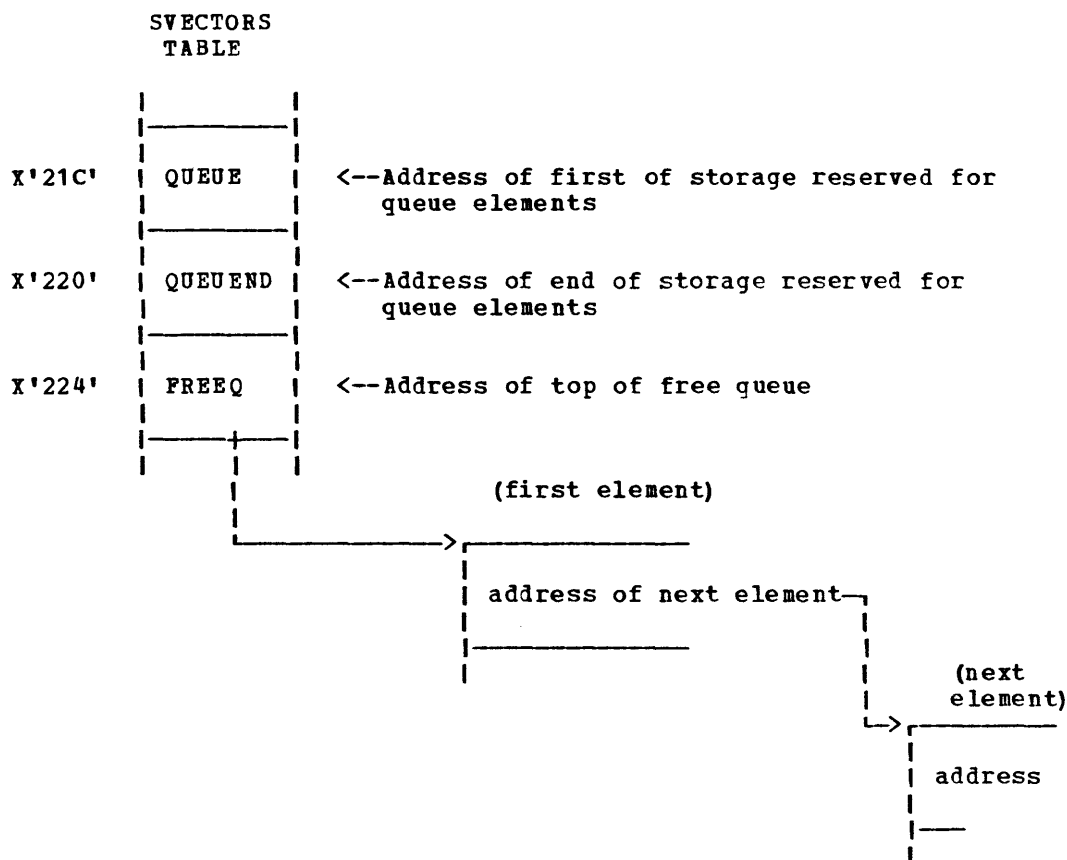 SVECTORS
TABLE
X'21C' QUEUE <--Address of first of storage reserved for
queue elements
X'220' QUEUEND <--Address of end of storage reserved for
queue elements
X'224' FREEQ <--Address of top of free queue
(first element)
address of next element
(next
element)
address